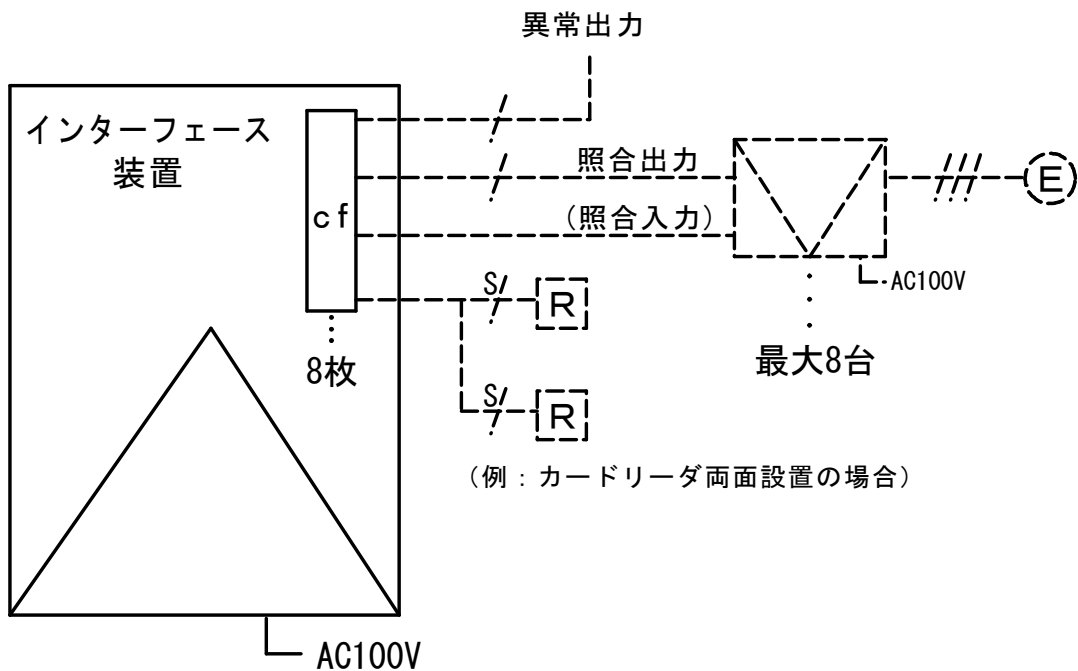 異常出力
インターフェース
装置
cf
照合出力
(照合入力)
E
AC100V
S
R
8枚
最大8台
S
R
(例：カードリーダ両面設置の場合)
AC100V